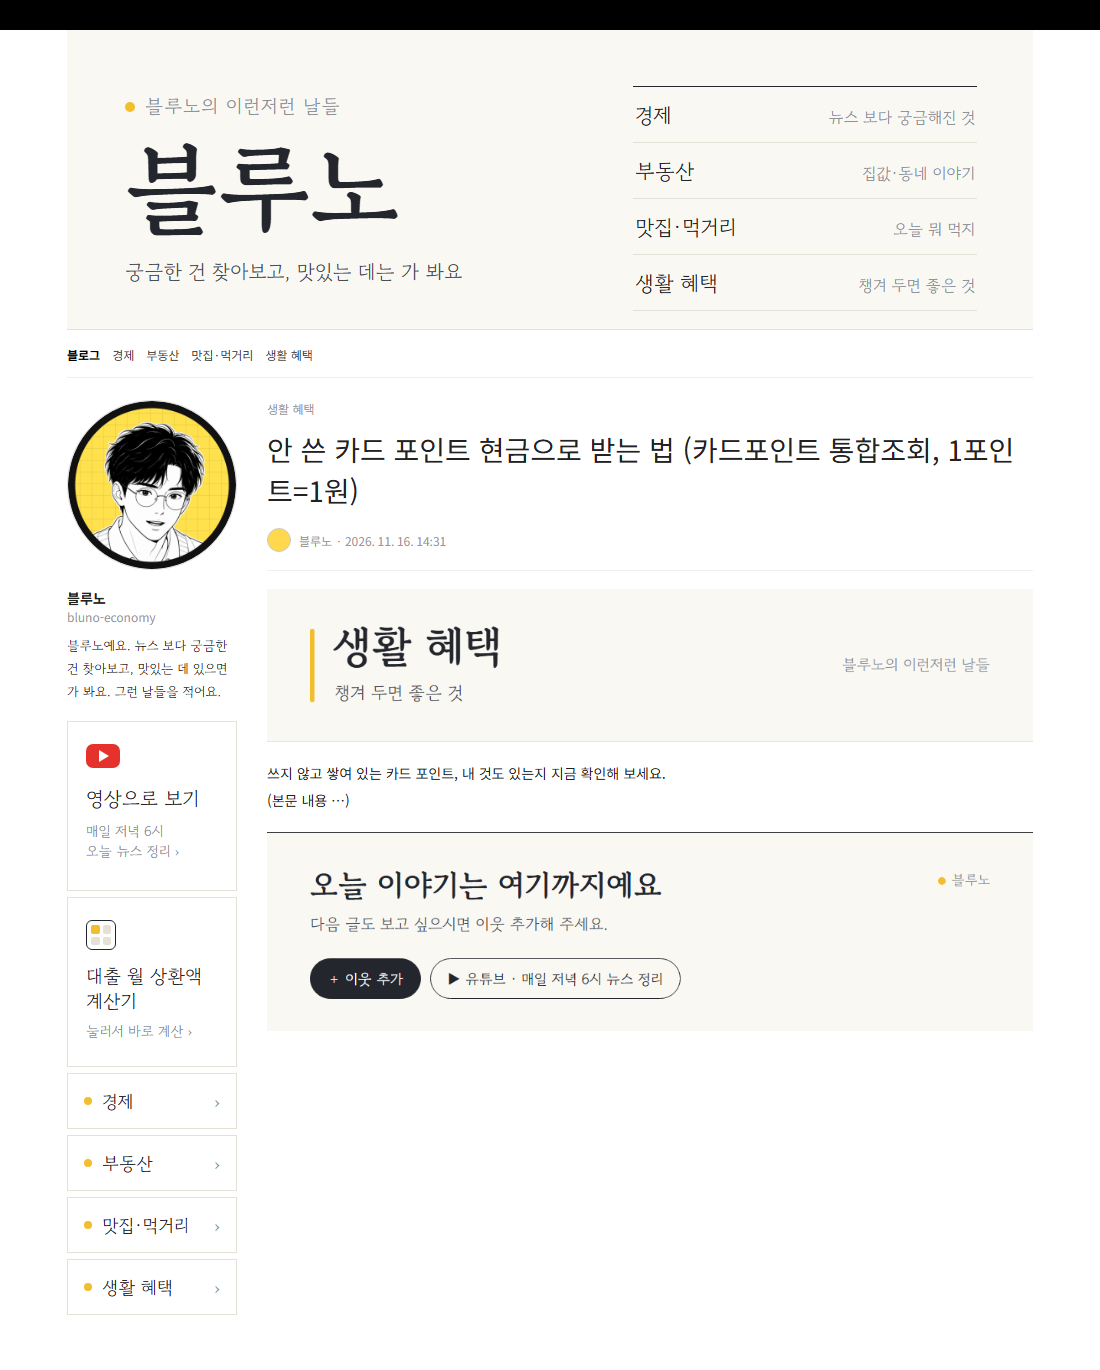 블루노의 이런저런 날들
블루노
궁금한 건 찾아보고, 맛있는 데는 가 봐요
경제 뉴스 보다 궁금해진 것
부동산 집값·동네 이야기
맛집·먹거리 오늘 뭐 먹지
생활 혜택 챙겨 두면 좋은 것
블로그 경제 부동산 맛집·먹거리 생활 혜택
블루노
bluno-economy
블루노예요. 뉴스 보다 궁금한
건 찾아보고, 맛있는 데 있으면
가 봐요. 그런 날들을 적어요.
영상으로 보기
매일 저녁 6시
오늘 뉴스 정리 ›
대출 월 상환액
계산기
눌러서 바로 계산 ›
경제 ›
부동산 ›
맛집·먹거리 ›
생활 혜택 ›
생활 혜택
안 쓴 카드 포인트 현금으로 받는 법 (카드포인트 통합조회, 1포인
트=1원)
블루노 · 2026. 11. 16. 14:31
생활 혜택
챙겨 두면 좋은 것
블루노의 이런저런 날들
쓰지 않고 쌓여 있는 카드 포인트, 내 것도 있는지 지금 확인해 보세요.
(본문 내용 …)
오늘 이야기는 여기까지예요
블루노
다음 글도 보고 싶으시면 이웃 추가해 주세요.
+ 이웃 추가
▶ 유튜브 · 매일 저녁 6시 뉴스 정리